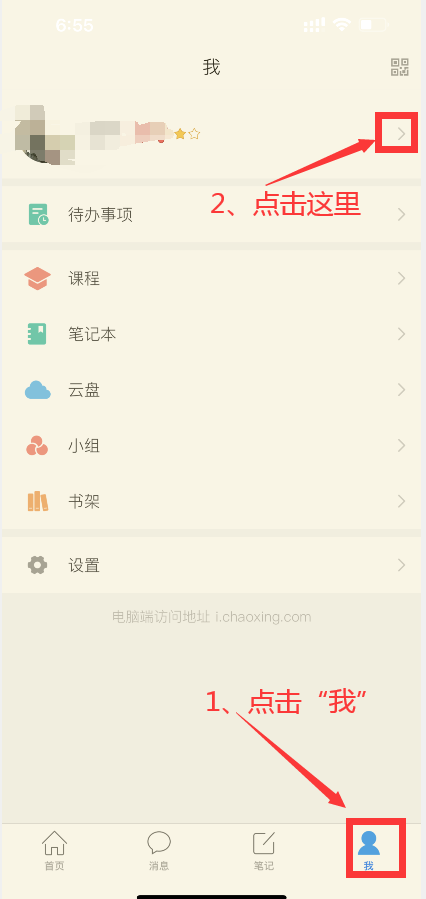 6:55
我
2、点击这里
待办事项
课程
笔记本
云盘
小组
书架
设置
电脑端访问地址 i.chaoxing.com
1、点击“我”
首页
消息
笔记
我